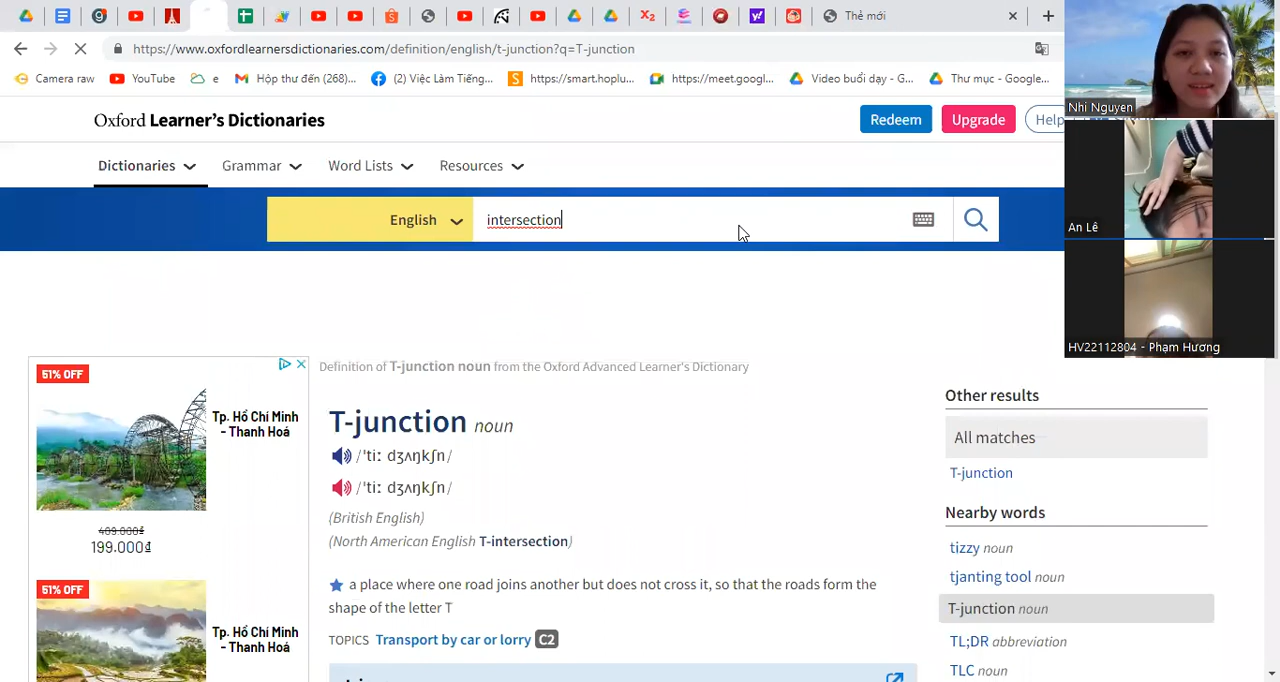 Thẻ mới
https://www.oxfordlearnersdictionaries.com/definition/english/t-junction?q=T-junction
Camera raw
YouTube
e
Hộp thư đến (268)...
(2) Việc Làm Tiếng...
https://smart.hoplu...
https://meet.googl...
Video buổi dạy - G...
Thư mục - Google...
Nhi Nguyen
Oxford Learner's Dictionaries
Redeem
Upgrade
Help
Dictionaries
Grammar
Word Lists
Resources
English
intersection
An Lê
HV22112804 - Phạm Hương
51% OFF
Tp. Hồ Chí Minh
- Thanh Hoá
409.000₫
199.000₫
51% OFF
Tp. Hồ Chí Minh
- Thanh Hoá
Definition of T-junction noun from the Oxford Advanced Learner's Dictionary
T-junction noun
/ˈtiː dʒʌŋkʃn/
/ˈtiː dʒʌŋkʃn/
(British English)
(North American English T-intersection)
a place where one road joins another but does not cross it, so that the roads form the
shape of the letter T
TOPICS Transport by car or lorry C2
Other results
All matches
T-junction
Nearby words
tizzy noun
tjanting tool noun
T-junction noun
TL;DR abbreviation
TLC noun